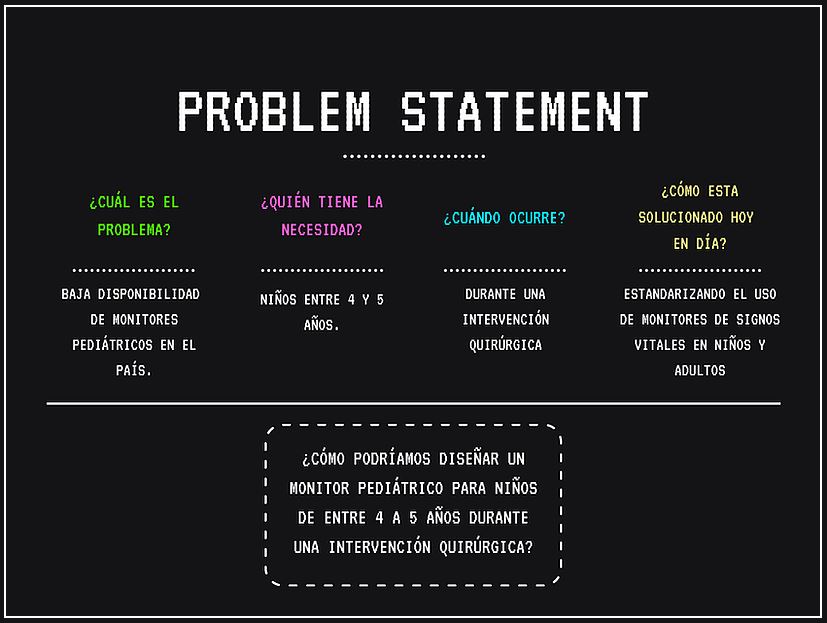 PROBLEM STATEMENT
¿CUÁL ES EL
PROBLEMA?
BAJA DISPONIBILIDAD
DE MONITORES
PEDIÁTRICOS EN EL
PAÍS.
¿QUIÉN TIENE LA
NECESIDAD?
NIÑOS ENTRE 4 Y 5
AÑOS.
¿CUÁNDO OCURRE?
DURANTE UNA
INTERVENCIÓN
QUIRÚRGICA
¿CÓMO ESTA
SOLUCIONADO HOY
EN DÍA?
ESTANDARIZANDO EL USO
DE MONITORES DE SIGNOS
VITALES EN NIÑOS Y
ADULTOS
¿CÓMO PODRÍAMOS DISEÑAR UN
MONITOR PEDIÁTRICO PARA NIÑOS
DE ENTRE 4 A 5 AÑOS DURANTE
UNA INTERVENCIÓN QUIRÚRGICA?